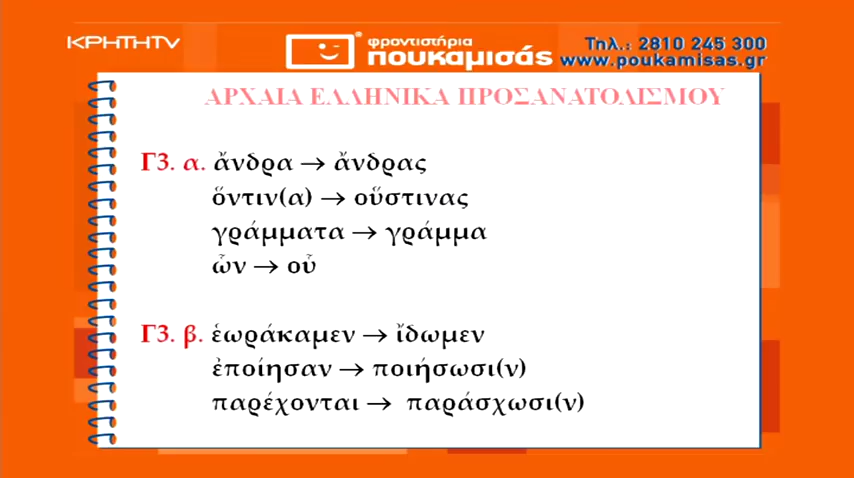 ΚΡΗΤΗTV
φροντιστήρια
πουκαμισάς
Τηλ.: 2810 245 300
www.poukamisas.gr
ΑΡΧΑΙΑ ΕΛΛΗΝΙΚΑ ΠΡΟΣΑΝΑΤΟΛΙΣΜΟΥ
Γ3. α. ἄνδρα → ἄνδρας
ὅντιν(α) → οὕστινας
γράμματα → γράμμα
ὧν → οὗ
Γ3. β. ἑωράκαμεν → ἴδωμεν
ἐποίησαν → ποιήσωσι(ν)
παρέχονται → παράσχωσι(ν)